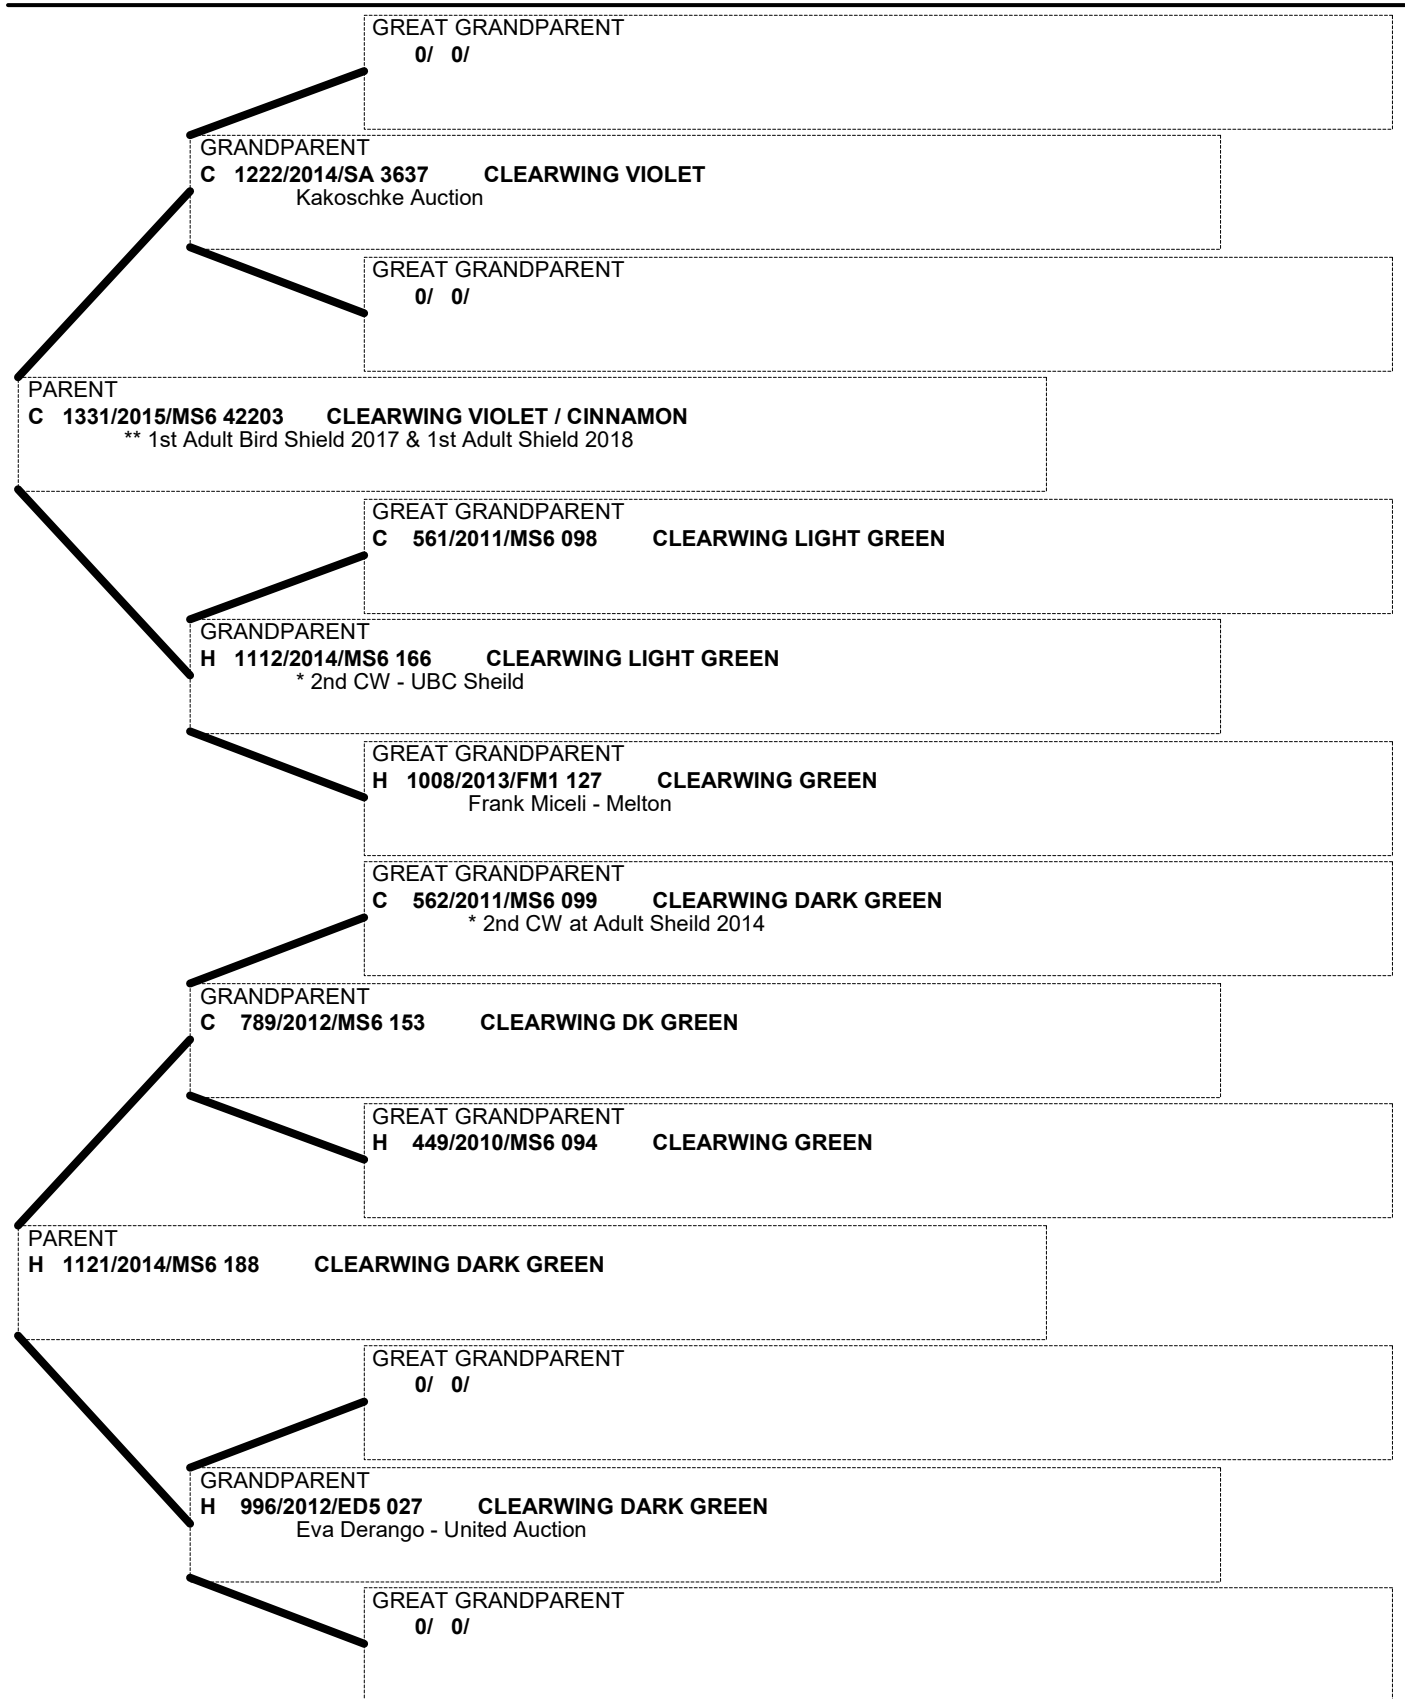 GREAT GRANDPARENT
0/ 0/
GRANDPARENT
C 1222/2014/SA 3637 CLEARWING VIOLET
Kakoschke Auction
GREAT GRANDPARENT
0/ 0/
PARENT
C 1331/2015/MS6 42203 CLEARWING VIOLET / CINNAMON
** 1st Adult Bird Shield 2017 & 1st Adult Shield 2018
GREAT GRANDPARENT
C 561/2011/MS6 098 CLEARWING LIGHT GREEN
GRANDPARENT
H 1112/2014/MS6 166 CLEARWING LIGHT GREEN
* 2nd CW - UBC Sheild
GREAT GRANDPARENT
H 1008/2013/FM1 127 CLEARWING GREEN
Frank Miceli - Melton
GREAT GRANDPARENT
C 562/2011/MS6 099 CLEARWING DARK GREEN
* 2nd CW at Adult Sheild 2014
GRANDPARENT
C 789/2012/MS6 153 CLEARWING DK GREEN
GREAT GRANDPARENT
H 449/2010/MS6 094 CLEARWING GREEN
PARENT
H 1121/2014/MS6 188 CLEARWING DARK GREEN
GREAT GRANDPARENT
0/ 0/
GRANDPARENT
H 996/2012/ED5 027 CLEARWING DARK GREEN
Eva Derango - United Auction
GREAT GRANDPARENT
0/ 0/